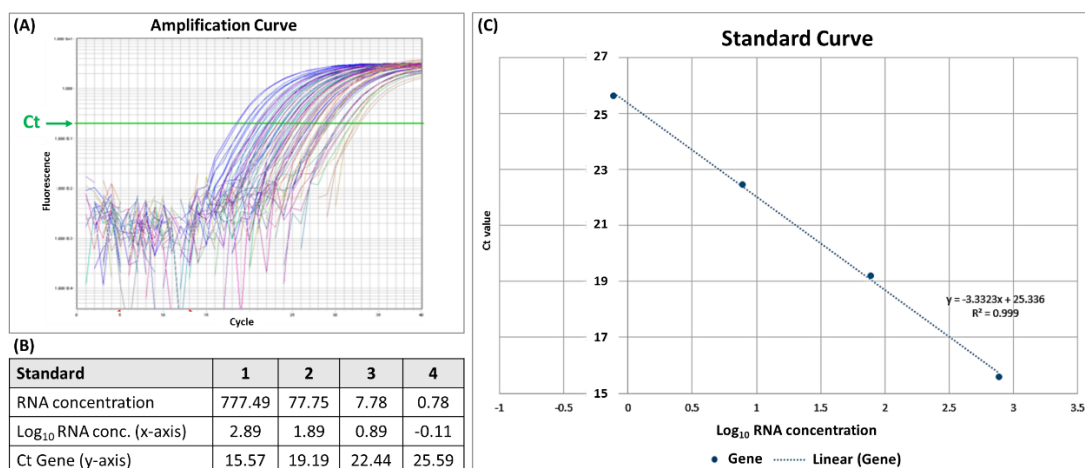 (A)
Amplification Curve
Ct
Fluorescence
5
10
15
40
Cycle
(B)
Standard 1 2 3 4
RNA concentration 777.49 77.75 7.78 0.78
Log10 RNA conc. (x-axis) 2.89 1.89 0.89 -0.11
Ct Gene (y-axis) 15.57 19.19 22.44 25.59
(C)
Standard Curve
27
25
23
21
19
17
15
Ct value
y = -3.3323x + 25.336
R² = 0.999
-1 -0.5 0 0.5 1 1.5 2 2.5 3 3.5
Log10 RNA concentration
Gene Linear (Gene)